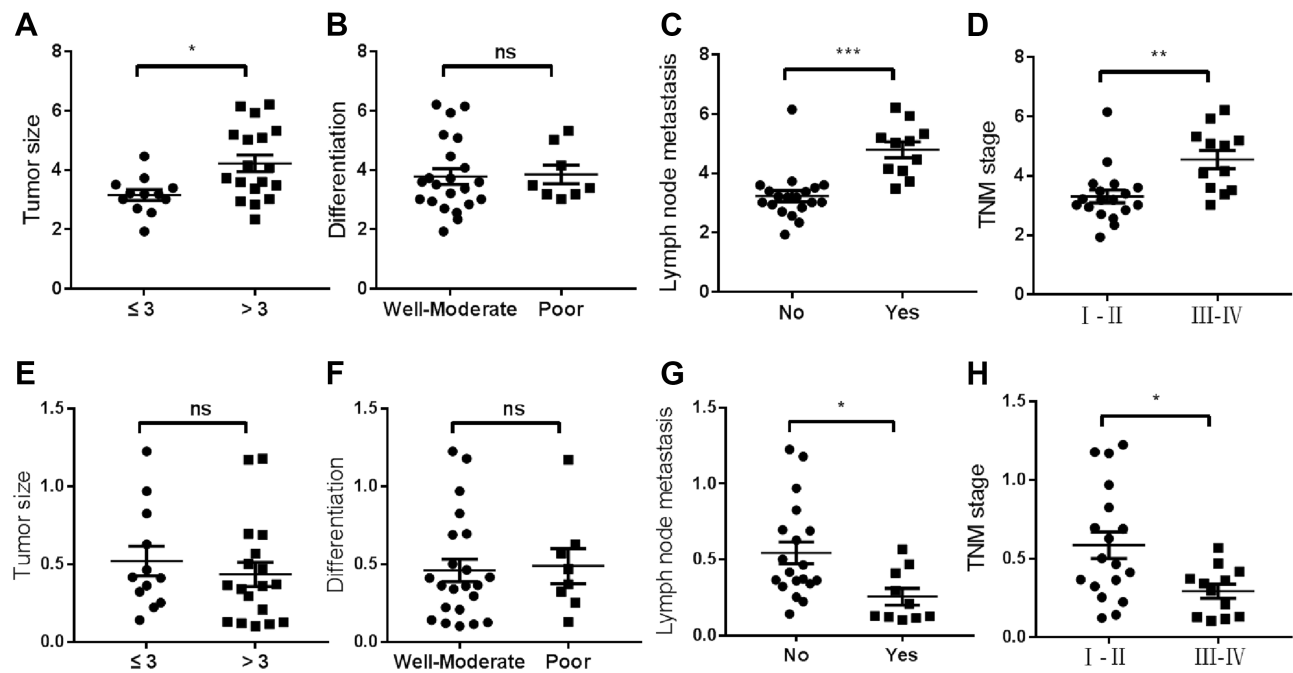 A
Tumor size
8
6
4
2
0
*
≤ 3
> 3
B
Differentiation
8
6
4
2
0
ns
Well-Moderate
Poor
C
Lymph node metastasis
8
6
4
2
0
***
No
Yes
D
TNM stage
8
6
4
2
0
**
Ⅰ - Ⅱ
Ⅲ-Ⅳ
E
Tumor size
1.5
1.0
0.5
0.0
ns
≤ 3
> 3
F
Differentiation
1.5
1.0
0.5
0.0
ns
Well-Moderate
Poor
G
Lymph node metastasis
1.5
1.0
0.5
0.0
*
No
Yes
H
TNM stage
1.5
1.0
0.5
0.0
*
Ⅰ - Ⅱ
Ⅲ-Ⅳ